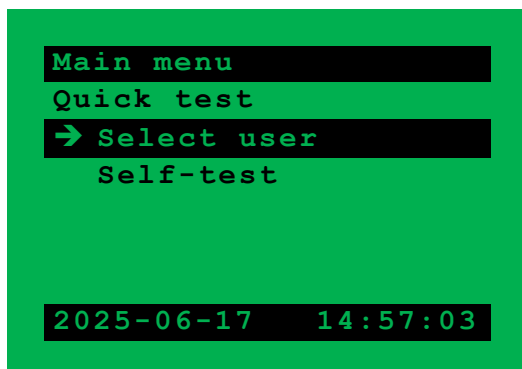 Main menu
Quick test
➔ Select user
Self-test
2025-06-17 14:57:03